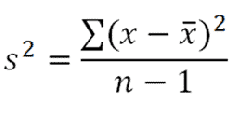 s² = ∑(x − x̄)² / n − 1